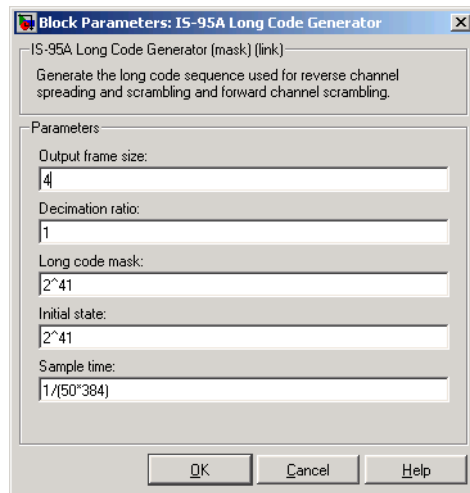 Block Parameters: IS-95A Long Code Generator
IS-95A Long Code Generator (mask) (link)
Generate the long code sequence used for reverse channel
spreading and scrambling and forward channel scrambling.
Parameters
Output frame size:
4
Decimation ratio:
1
Long code mask:
2^41
Initial state:
2^41
Sample time:
1/(50*384)
OK Cancel Help